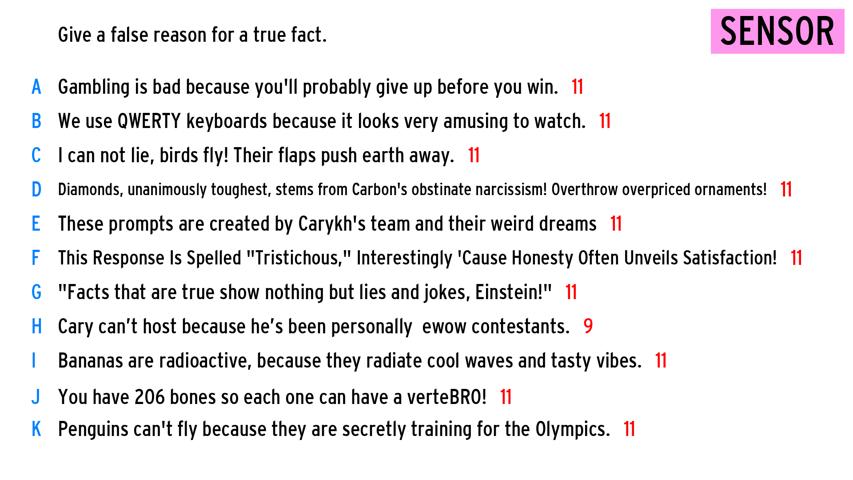 Give a false reason for a true fact.
SENSOR
A Gambling is bad because you'll probably give up before you win. 11
B We use QWERTY keyboards because it looks very amusing to watch. 11
C I can not lie, birds fly! Their flaps push earth away. 11
D Diamonds, unanimously toughest, stems from Carbon's obstinate narcissism! Overthrow overpriced ornaments! 11
E These prompts are created by Carykh's team and their weird dreams 11
F This Response Is Spelled "Tristichous," Interestingly 'Cause Honesty Often Unveils Satisfaction! 11
G "Facts that are true show nothing but lies and jokes, Einstein!" 11
H Cary can’t host because he’s been personally  ewow contestants. 9
I Bananas are radioactive, because they radiate cool waves and tasty vibes. 11
J You have 206 bones so each one can have a verteBRO! 11
K Penguins can't fly because they are secretly training for the Olympics. 11